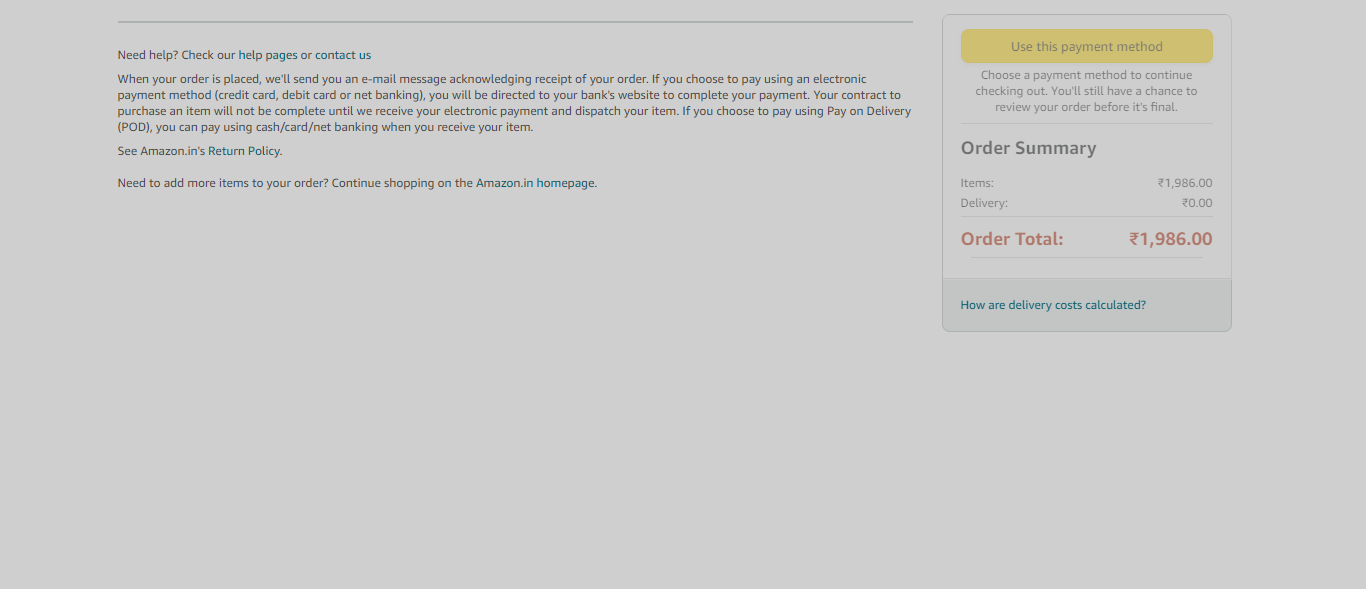 Need help? Check our help pages or contact us
When your order is placed, we'll send you an e-mail message acknowledging receipt of your order. If you choose to pay using an electronic
payment method (credit card, debit card or net banking), you will be directed to your bank's website to complete your payment. Your contract to
purchase an item will not be complete until we receive your electronic payment and dispatch your item. If you choose to pay using Pay on Delivery
(POD), you can pay using cash/card/net banking when you receive your item.
See Amazon.in's Return Policy.
Need to add more items to your order? Continue shopping on the Amazon.in homepage.
Use this payment method
Choose a payment method to continue
checking out. You'll still have a chance to
review your order before it's final.
Order Summary
Items: ₹1,986.00
Delivery: ₹0.00
Order Total: ₹1,986.00
How are delivery costs calculated?